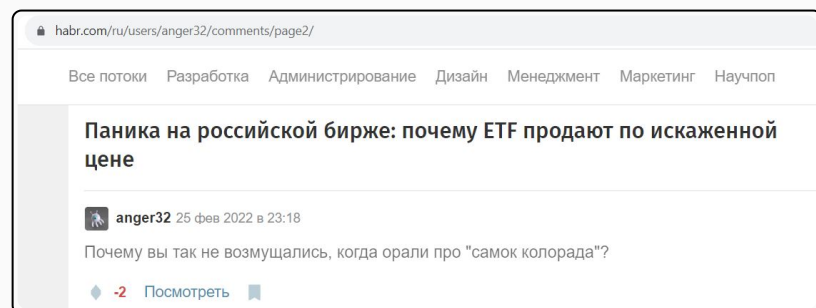 habr.com/ru/users/anger32/comments/page2/
Все потоки Разработка Администрирование Дизайн Менеджмент Маркетинг Научпоп
Паника на российской бирже: почему ETF продают по искаженной
цене
anger32 25 фев 2022 в 23:18
Почему вы так не возмущались, когда орали про "самок колорада"?
-2 Посмотреть